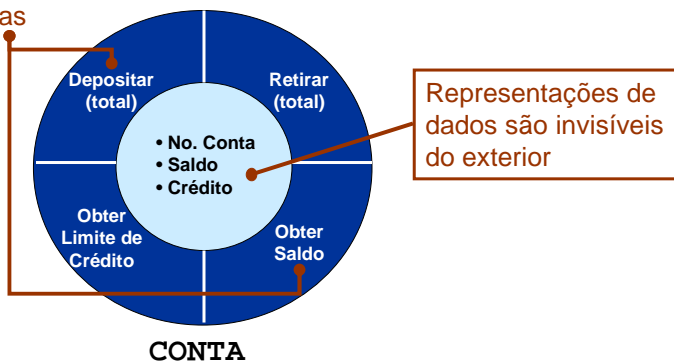 as
Depositar
(total)
Retirar
(total)
• No. Conta
• Saldo
• Crédito
Representações de
dados são invisíveis
do exterior
Obter
Limite de
Crédito
Obter
Saldo
CONTA